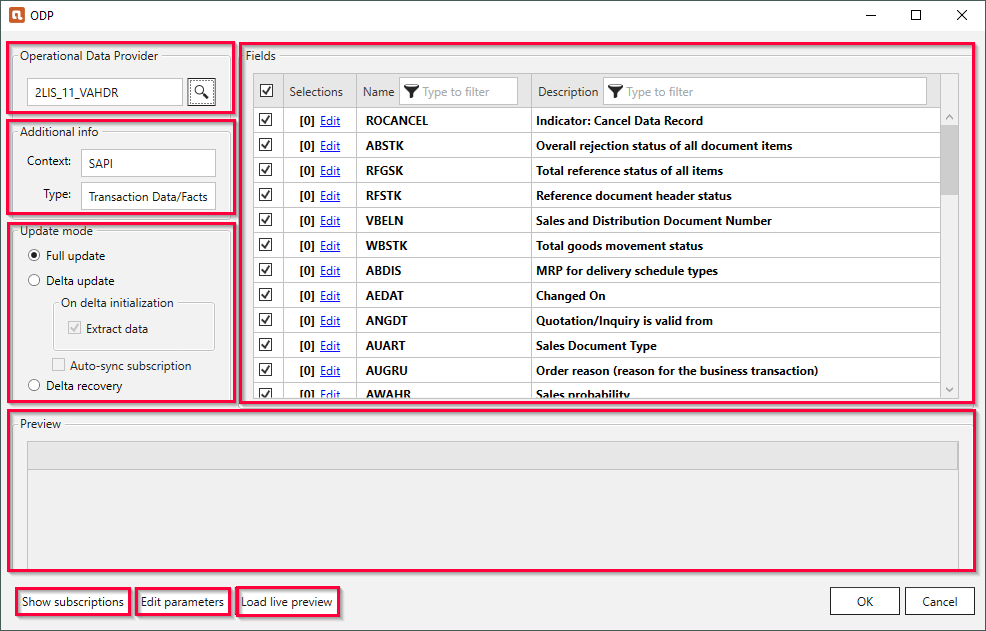 ODP
Operational Data Provider
2LIS_11_VAHDR
Additional info
Context: SAPI
Type: Transaction Data/Facts
Update mode
Full update
Delta update
On delta initialization
Extract data
Auto-sync subscription
Delta recovery
Fields
Selections Name Type to filter Description Type to filter
[0] Edit ROCANCEL Indicator: Cancel Data Record
[0] Edit ABSTK Overall rejection status of all document items
[0] Edit RFGSK Total reference status of all items
[0] Edit RFSTK Reference document header status
[0] Edit VBELN Sales and Distribution Document Number
[0] Edit WBSTK Total goods movement status
[0] Edit ABDIS MRP for delivery schedule types
[0] Edit AEDAT Changed On
[0] Edit ANGDT Quotation/Inquiry is valid from
[0] Edit AUART Sales Document Type
[0] Edit AUGRU Order reason (reason for the business transaction)
[0] Edit AWAHR Sales probability
Preview
Show subscriptions Edit parameters Load live preview OK Cancel